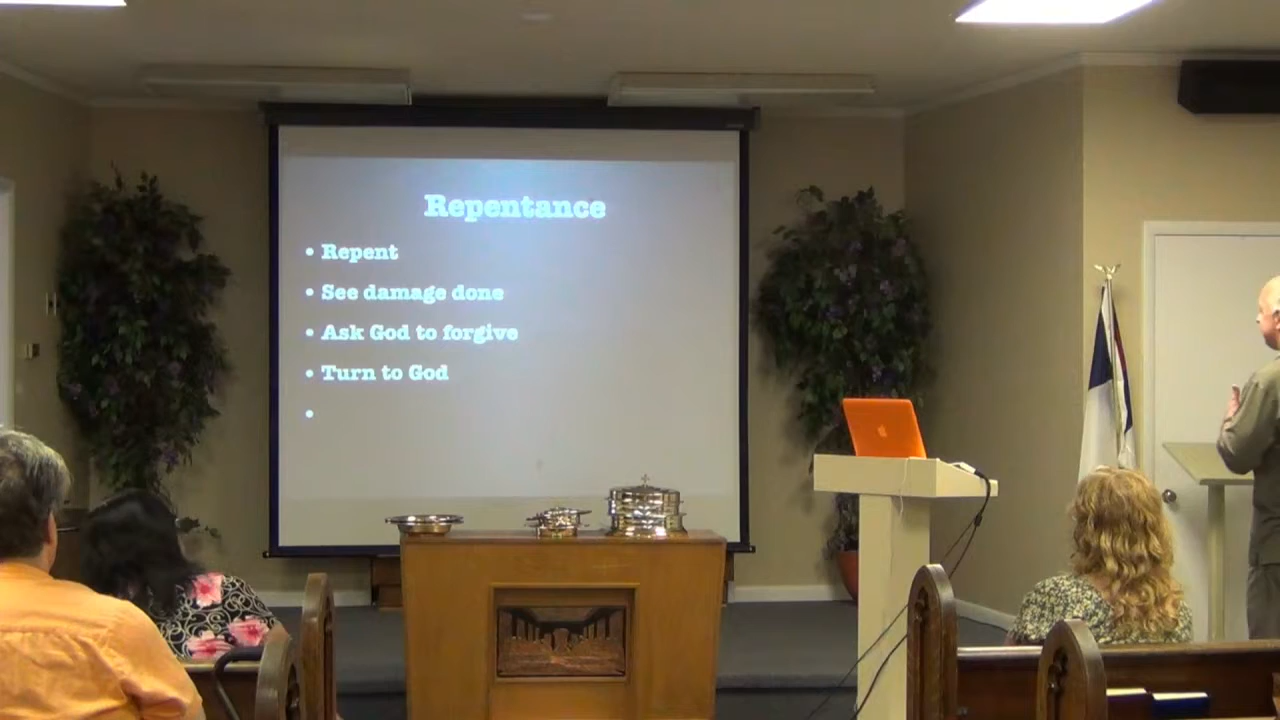 Repentance
• Repent
• See damage done
• Ask God to forgive
• Turn to God
•